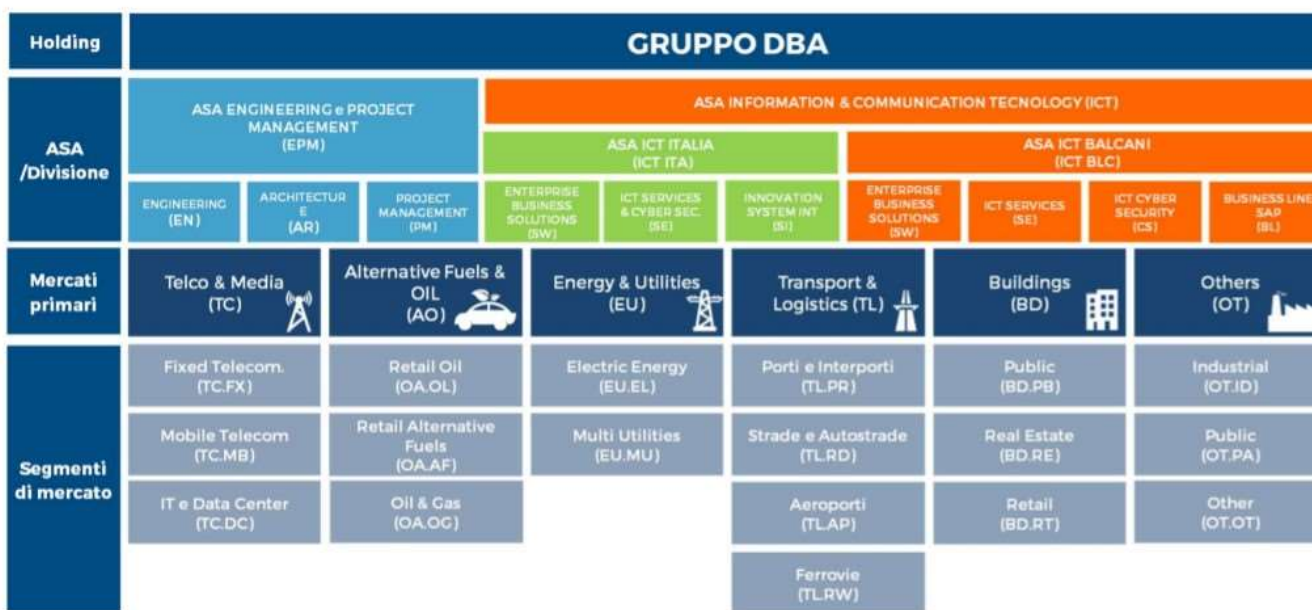 Holding
GRUPPO DBA
ASA
/Divisione
ASA ENGINEERING e PROJECT
MANAGEMENT
(EPM)
ASA INFORMATION & COMMUNICATION TECNOLOGY (ICT)
ASA ICT ITALIA
(ICT ITA)
ASA ICT BALCANI
(ICT BLC)
ENGINEERING
(EN)
ARCHITECTUR
E
(AR)
PROJECT
MANAGEMENT
(PM)
ENTERPRISE
BUSINESS
SOLUTIONS
(SW)
ICT SERVICES
& CYBER SEC.
(SE)
INNOVATION
SYSTEM INT
(SI)
ENTERPRISE
BUSINESS
SOLUTIONS
(SW)
ICT SERVICES
(SE)
ICT CYBER
SECURITY
(CS)
BUSINESS LINE
SAP
(BL)
Mercati
primari
Telco & Media
(TC)
Alternative Fuels &
OIL
(AO)
Energy & Utilities
(EU)
Transport &
Logistics (TL)
Buildings
(BD)
Others
(OT)
Segmenti
di mercato
Fixed Telecom.
(TC.FX)
Retail Oil
(OA.OL)
Electric Energy
(EU.EL)
Porti e Interporti
(TL.PR)
Public
(BD.PB)
Industrial
(OT.ID)
Mobile Telecom
(TC.MB)
Retail Alternative
Fuels
(OA.AF)
Multi Utilities
(EU.MU)
Strade e Autostrade
(TL.RD)
Real Estate
(BD.RE)
Public
(OT.PA)
IT e Data Center
(TC.DC)
Oil & Gas
(OA.OG)
Aeroporti
(TL.AP)
Retail
(BD.RT)
Other
(OT.OT)
Ferrovie
(TL.RW)